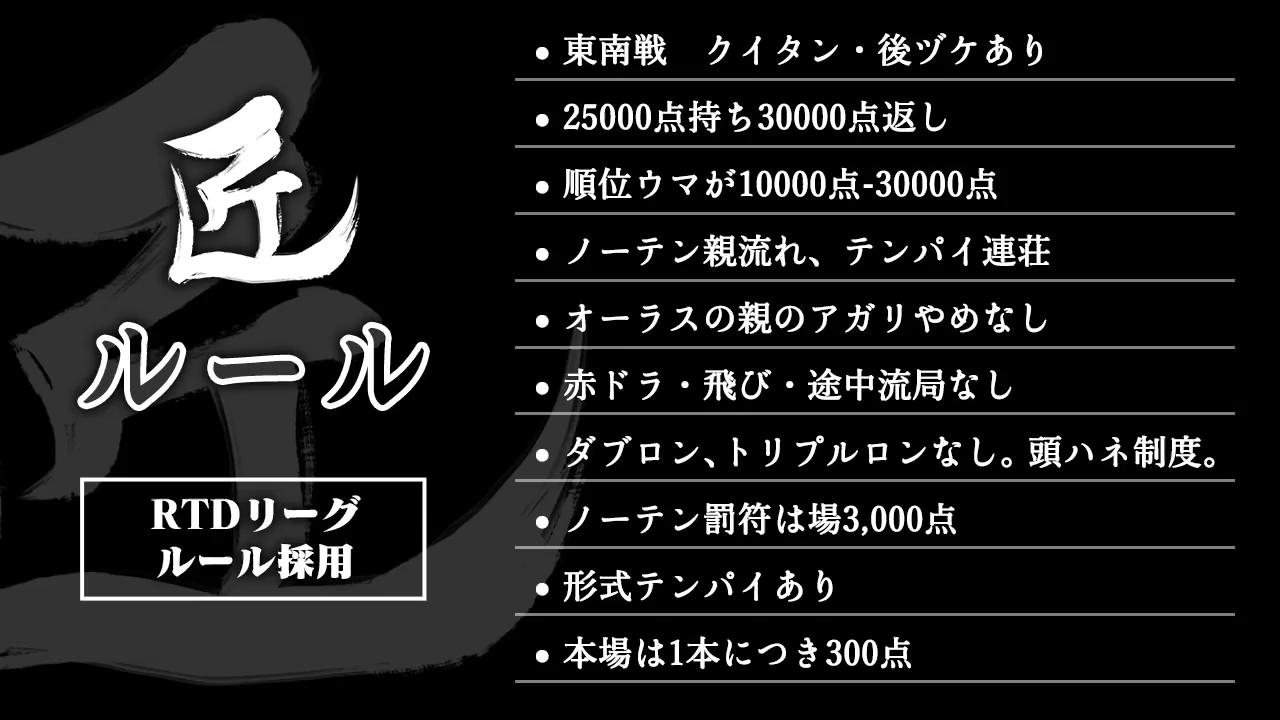 匠
ルール
RTDリーグ
ルール採用
• 東南戦　クイタン・後ヅケあり
• 25000点持ち30000点返し
• 順位ウマが10000点-30000点
• ノーテン親流れ、テンパイ連荘
• オーラスの親のアガリやめなし
• 赤ドラ・飛び・途中流局なし
• ダブロン、トリプルロンなし。頭ハネ制度。
• ノーテン罰符は場3,000点
• 形式テンパイあり
• 本場は1本につき300点